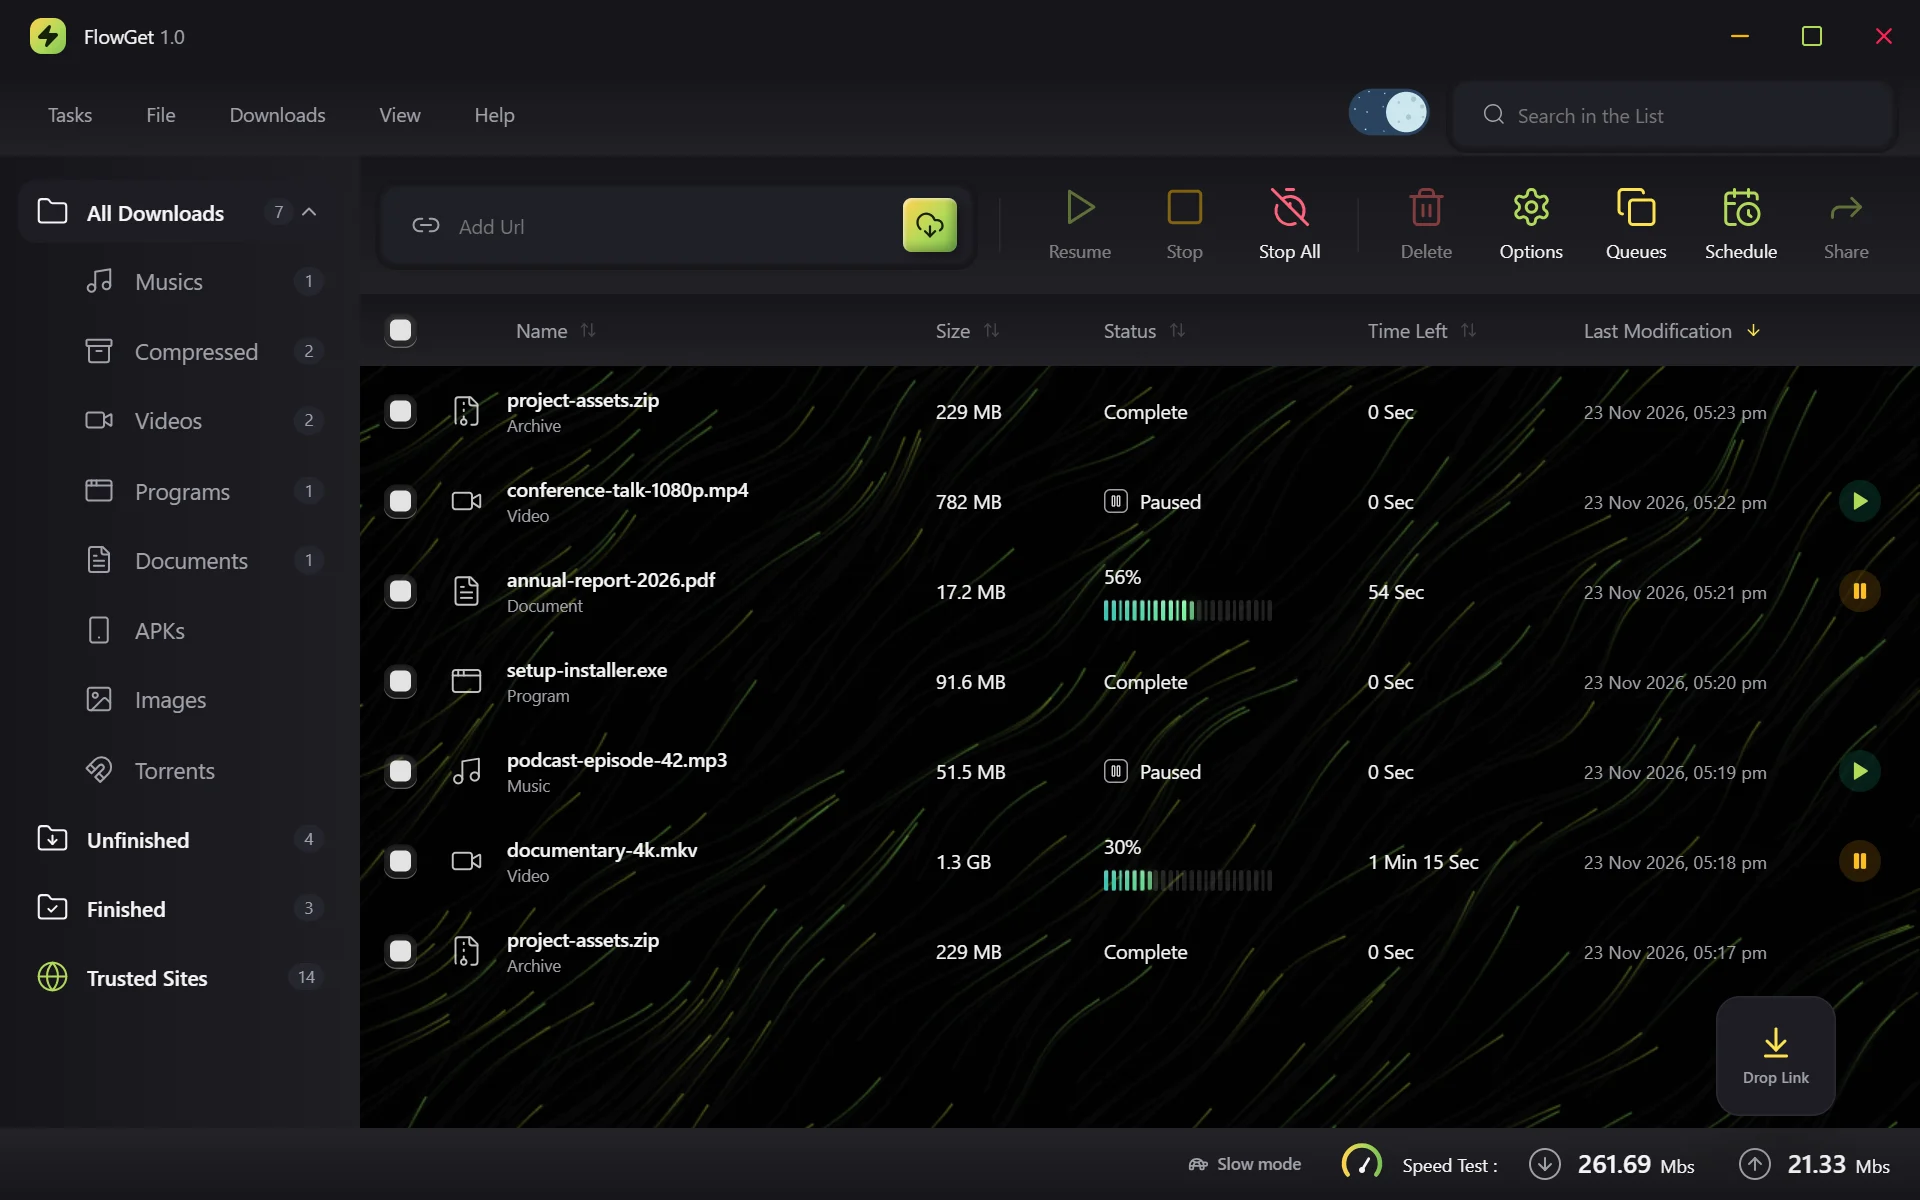 FlowGet 1.0
Tasks File Downloads View Help
Search in the List
All Downloads 7
Musics 1
Compressed 2
Videos 2
Programs 1
Documents 1
APKs
Images
Torrents
Unfinished 4
Finished 3
Trusted Sites 14
Add Url
Resume Stop Stop All Delete Options Queues Schedule Share
Name Size Status Time Left Last Modification
project-assets.zip
Archive
229 MB Complete 0 Sec 23 Nov 2026, 05:23 pm
conference-talk-1080p.mp4
Video
782 MB Paused 0 Sec 23 Nov 2026, 05:22 pm
annual-report-2026.pdf
Document
17.2 MB 56% 54 Sec 23 Nov 2026, 05:21 pm
setup-installer.exe
Program
91.6 MB Complete 0 Sec 23 Nov 2026, 05:20 pm
podcast-episode-42.mp3
Music
51.5 MB Paused 0 Sec 23 Nov 2026, 05:19 pm
documentary-4k.mkv
Video
1.3 GB 30% 1 Min 15 Sec 23 Nov 2026, 05:18 pm
project-assets.zip
Archive
229 MB Complete 0 Sec 23 Nov 2026, 05:17 pm
Drop Link
Slow mode Speed Test : 261.69 Mbs 21.33 Mbs